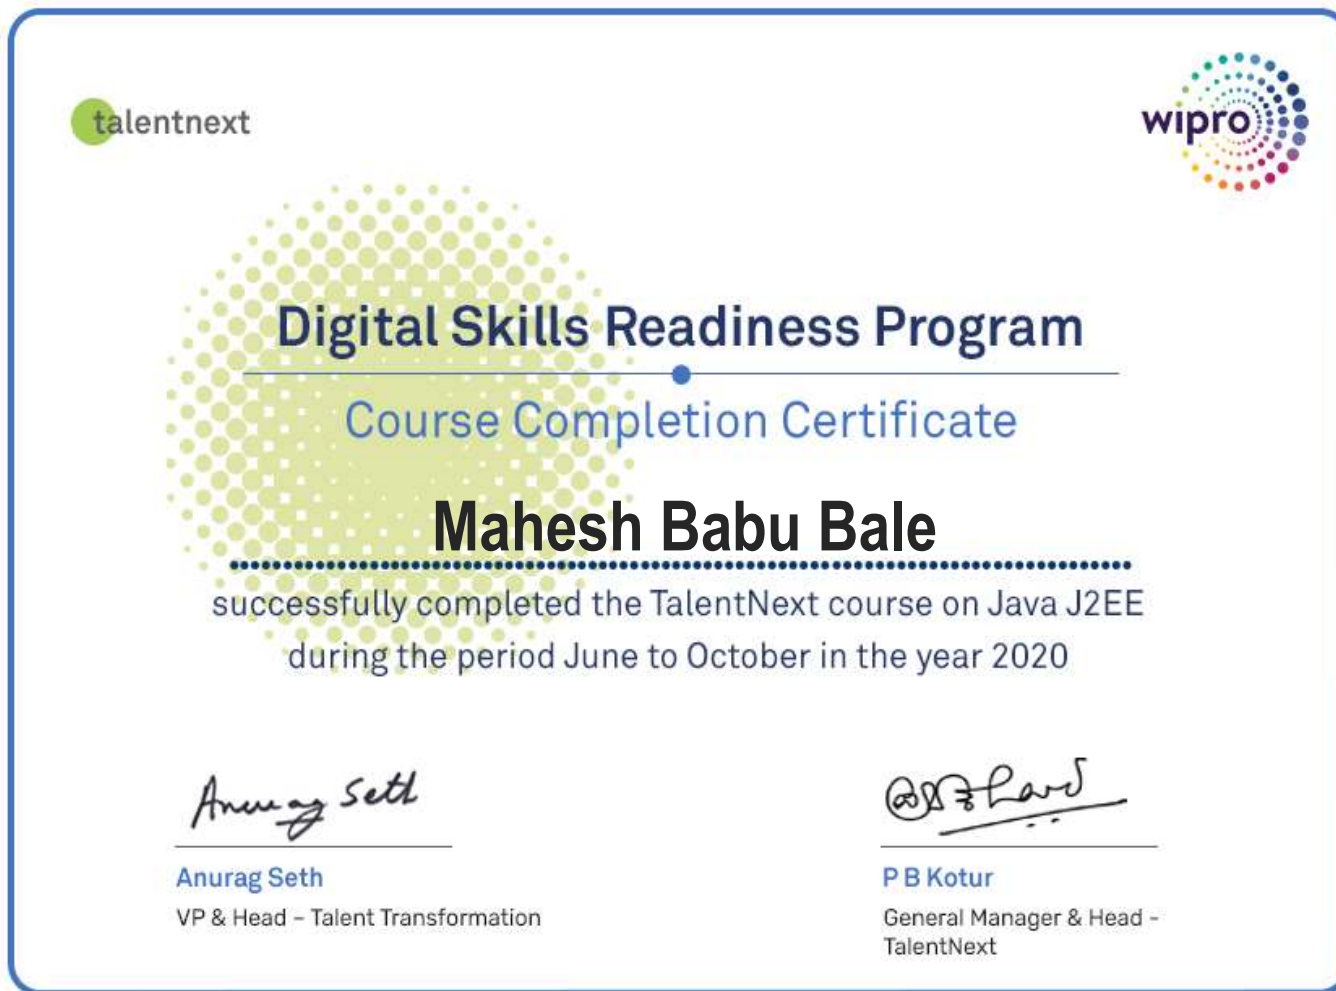 talentnext
wipro
Digital Skills Readiness Program
Course Completion Certificate
Mahesh Babu Bale
successfully completed the TalentNext course on Java J2EE
during the period June to October in the year 2020
Anurag Seth
Anurag Seth
VP & Head – Talent Transformation
P B Kotur
General Manager & Head -
TalentNext